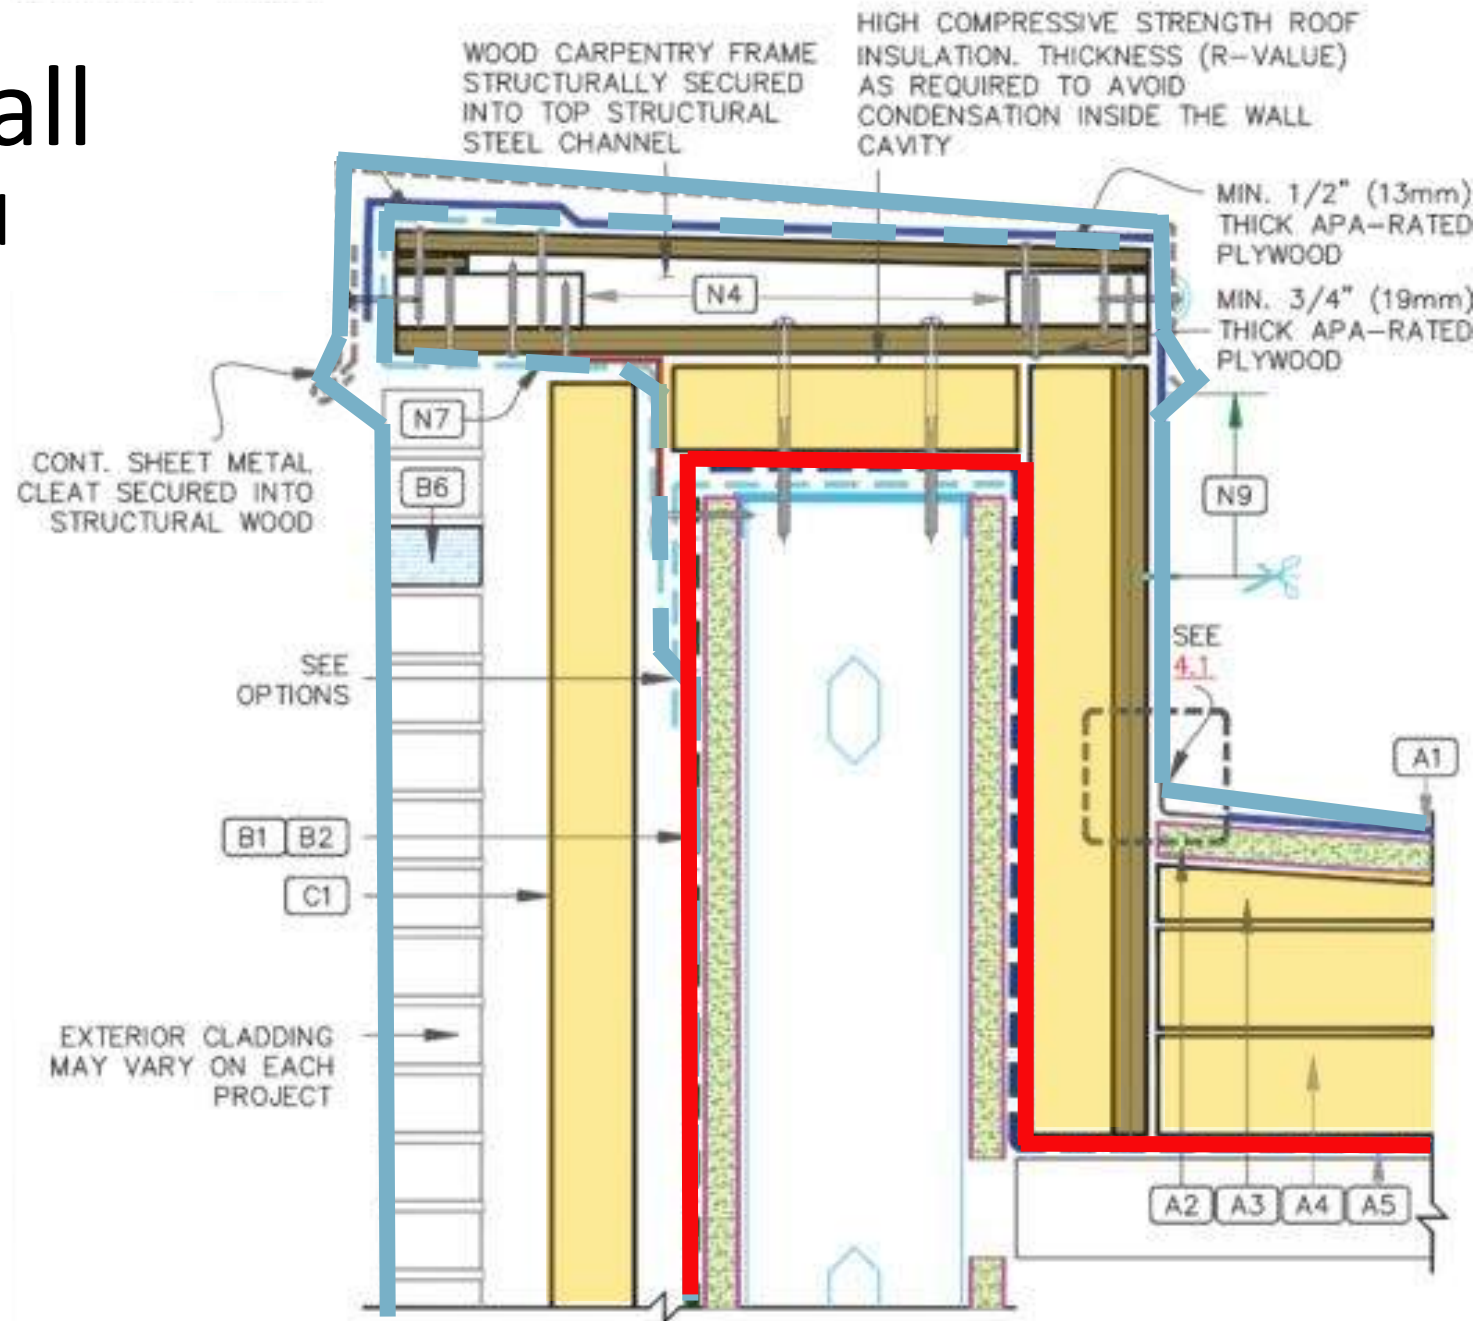 all
WOOD CARPENTRY FRAME
STRUCTURALLY SECURED
INTO TOP STRUCTURAL
STEEL CHANNEL
HIGH COMPRESSIVE STRENGTH ROOF
INSULATION. THICKNESS (R-VALUE)
AS REQUIRED TO AVOID
CONDENSATION INSIDE THE WALL
CAVITY
MIN. 1/2" (13mm)
THICK APA-RATED
PLYWOOD
MIN. 3/4" (19mm)
THICK APA-RATED
PLYWOOD
N4
N7
CONT. SHEET METAL
CLEAT SECURED INTO
STRUCTURAL WOOD
B6
N9
SEE
OPTIONS
SEE
4.1
A1
B1 B2
C1
EXTERIOR CLADDING
MAY VARY ON EACH
PROJECT
A2 A3 A4 A5